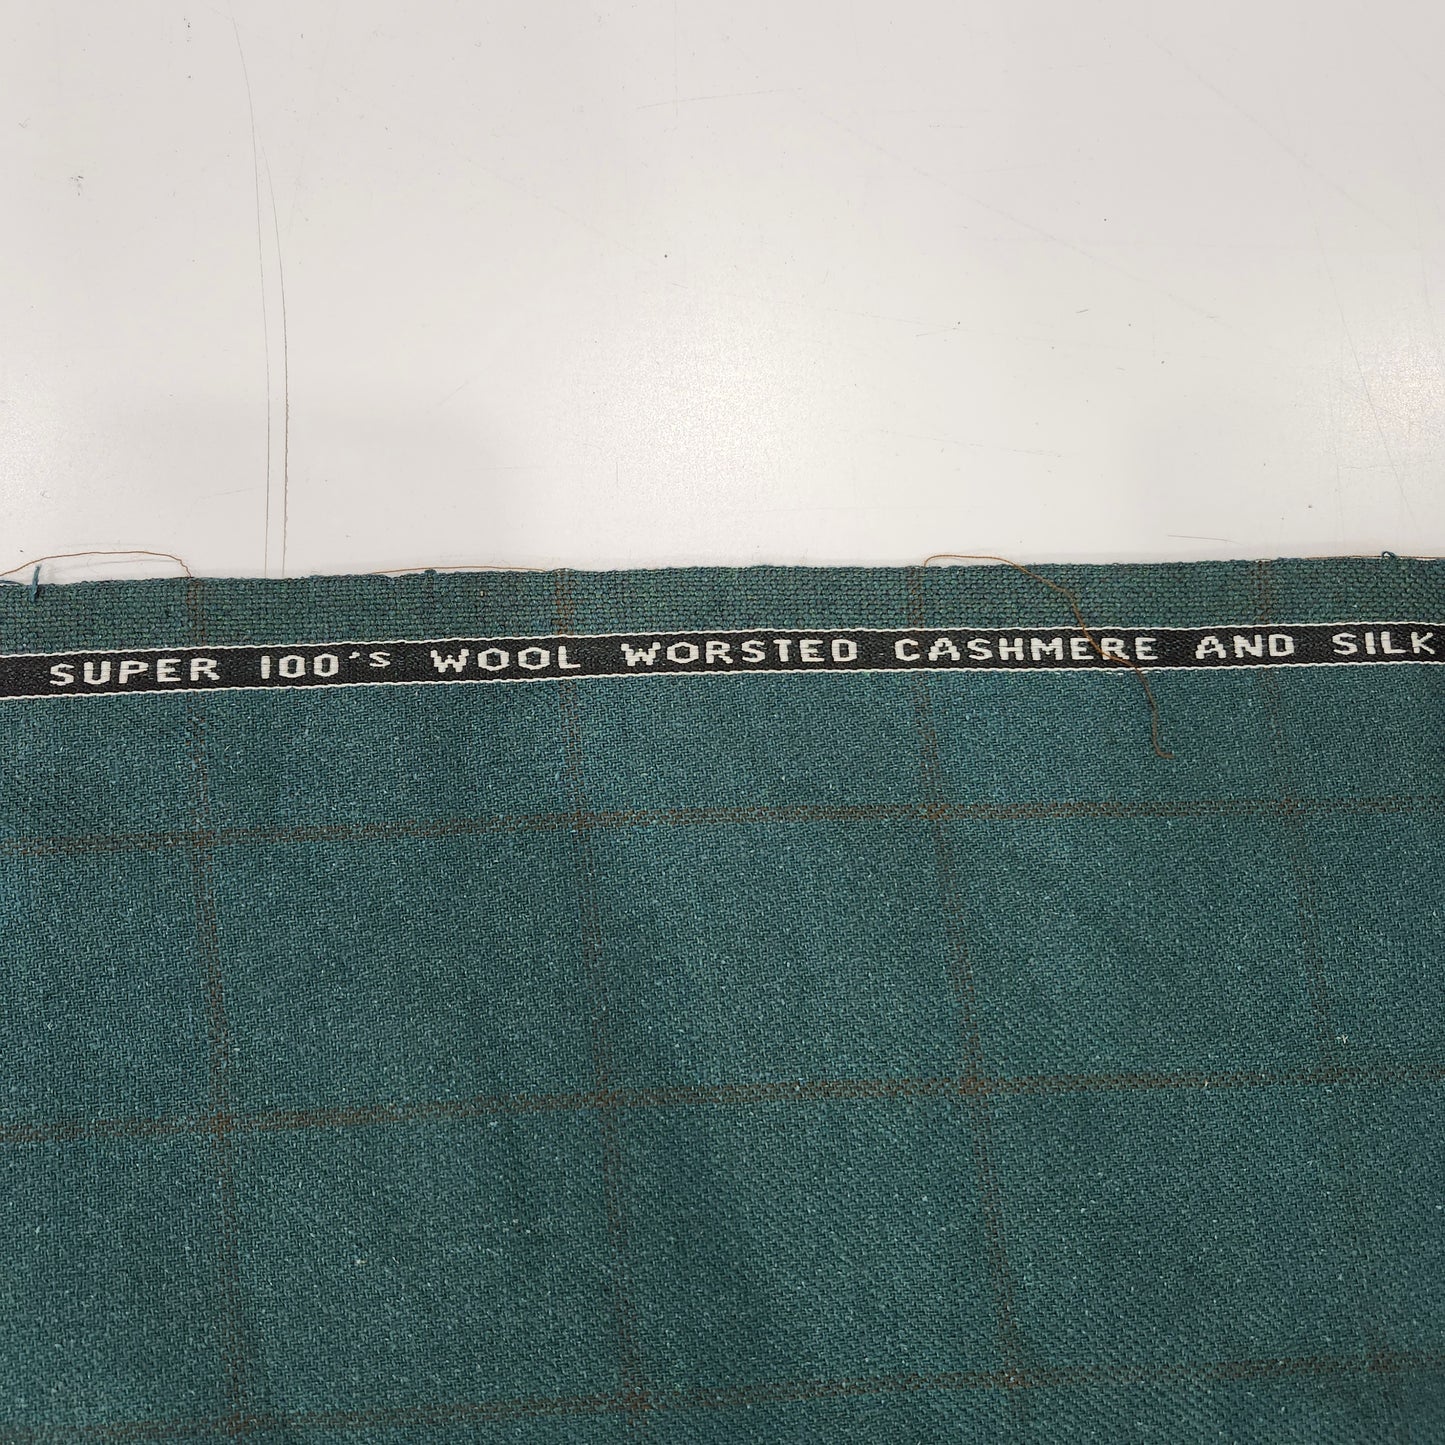 SUPER 100's WOOL WORSTED CASHMERE AND SILK